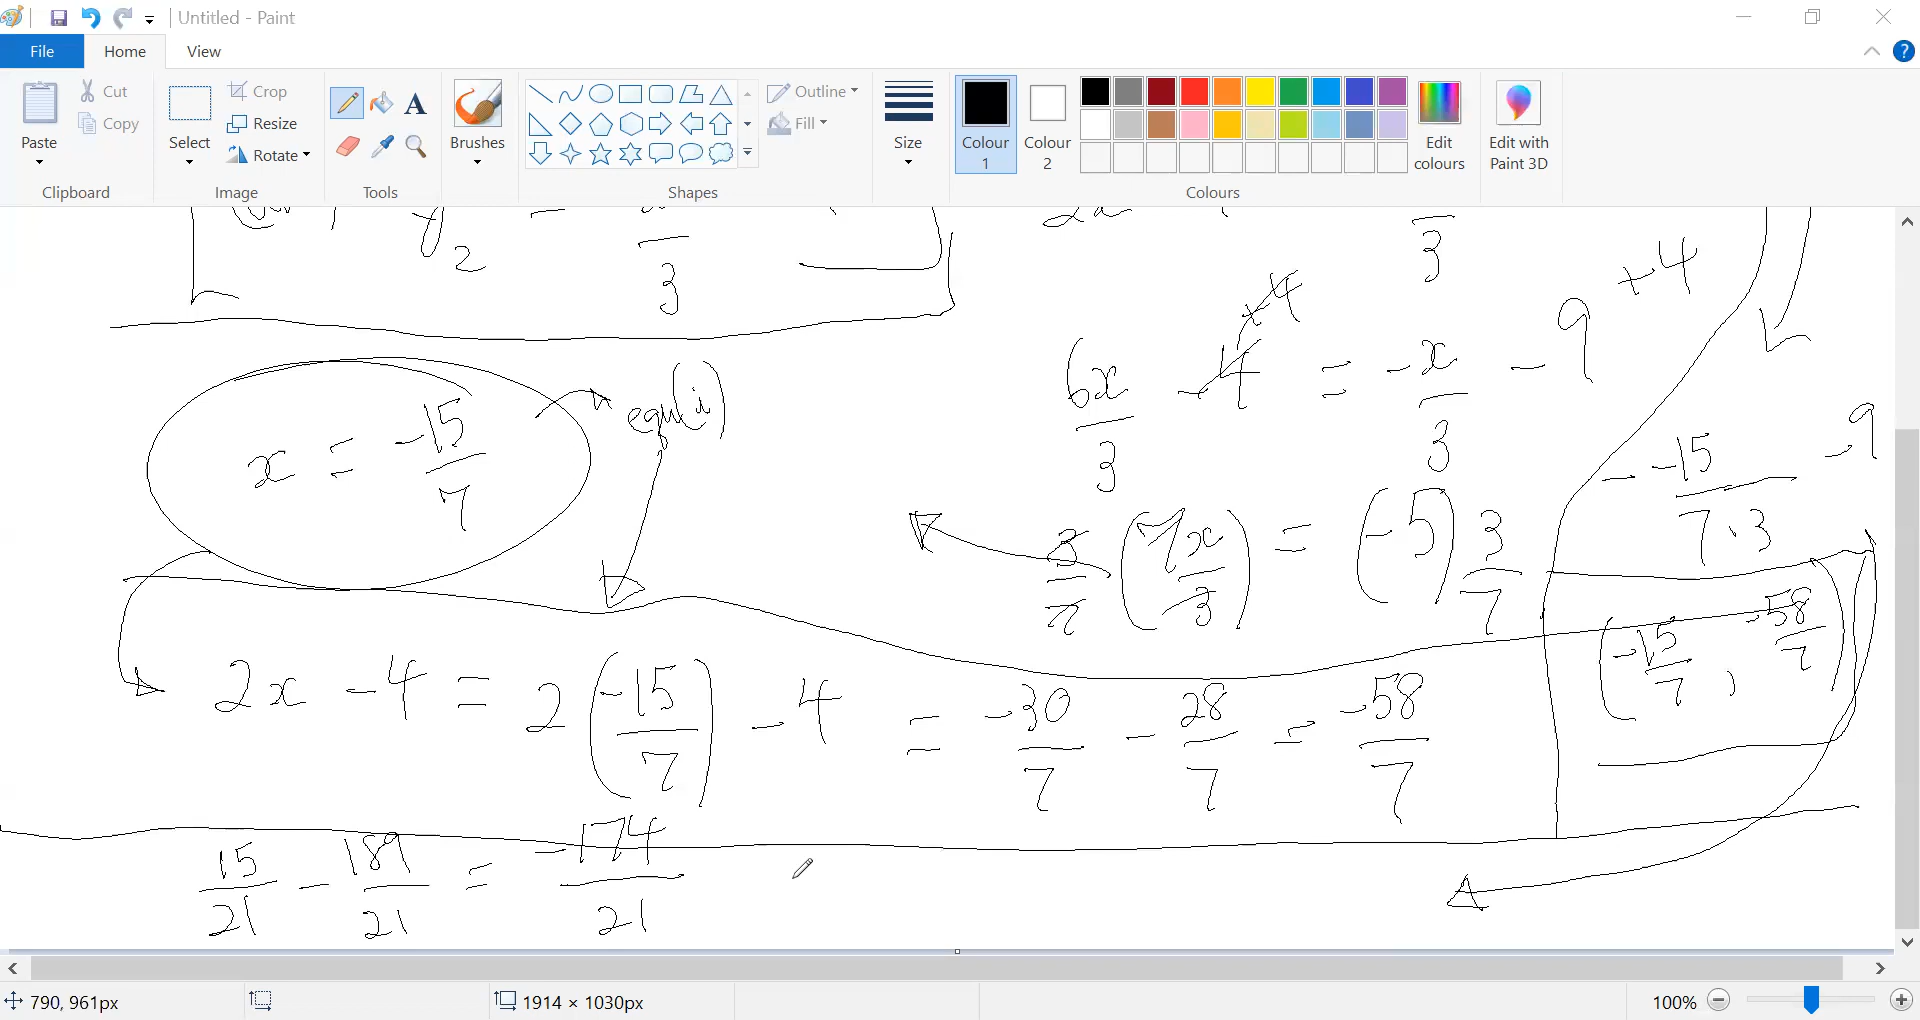 Untitled - Paint
File Home View
Paste
Cut
Copy
Clipboard
Select
Crop
Resize
Rotate
Image
A
Tools
Brushes
Shapes
Outline
Fill
Size
Colour 1
Colour 2
Edit colours
Edit with Paint 3D
Colours
y2 = x/3
2x 3
+4 +4
6x/3 - 4 = -x/3 - 9
x = -15/7
equ(i)
- -15/7.3 - 9
3/7 (7x/3) = (-5) 3/7
(-15/7, -58/7)
2x - 4 = 2(-15/7) - 4 = -30/7 - 28/7 = -58/7
15/21 - 189/21 = -174/21
790, 961px
1914 × 1030px
100%